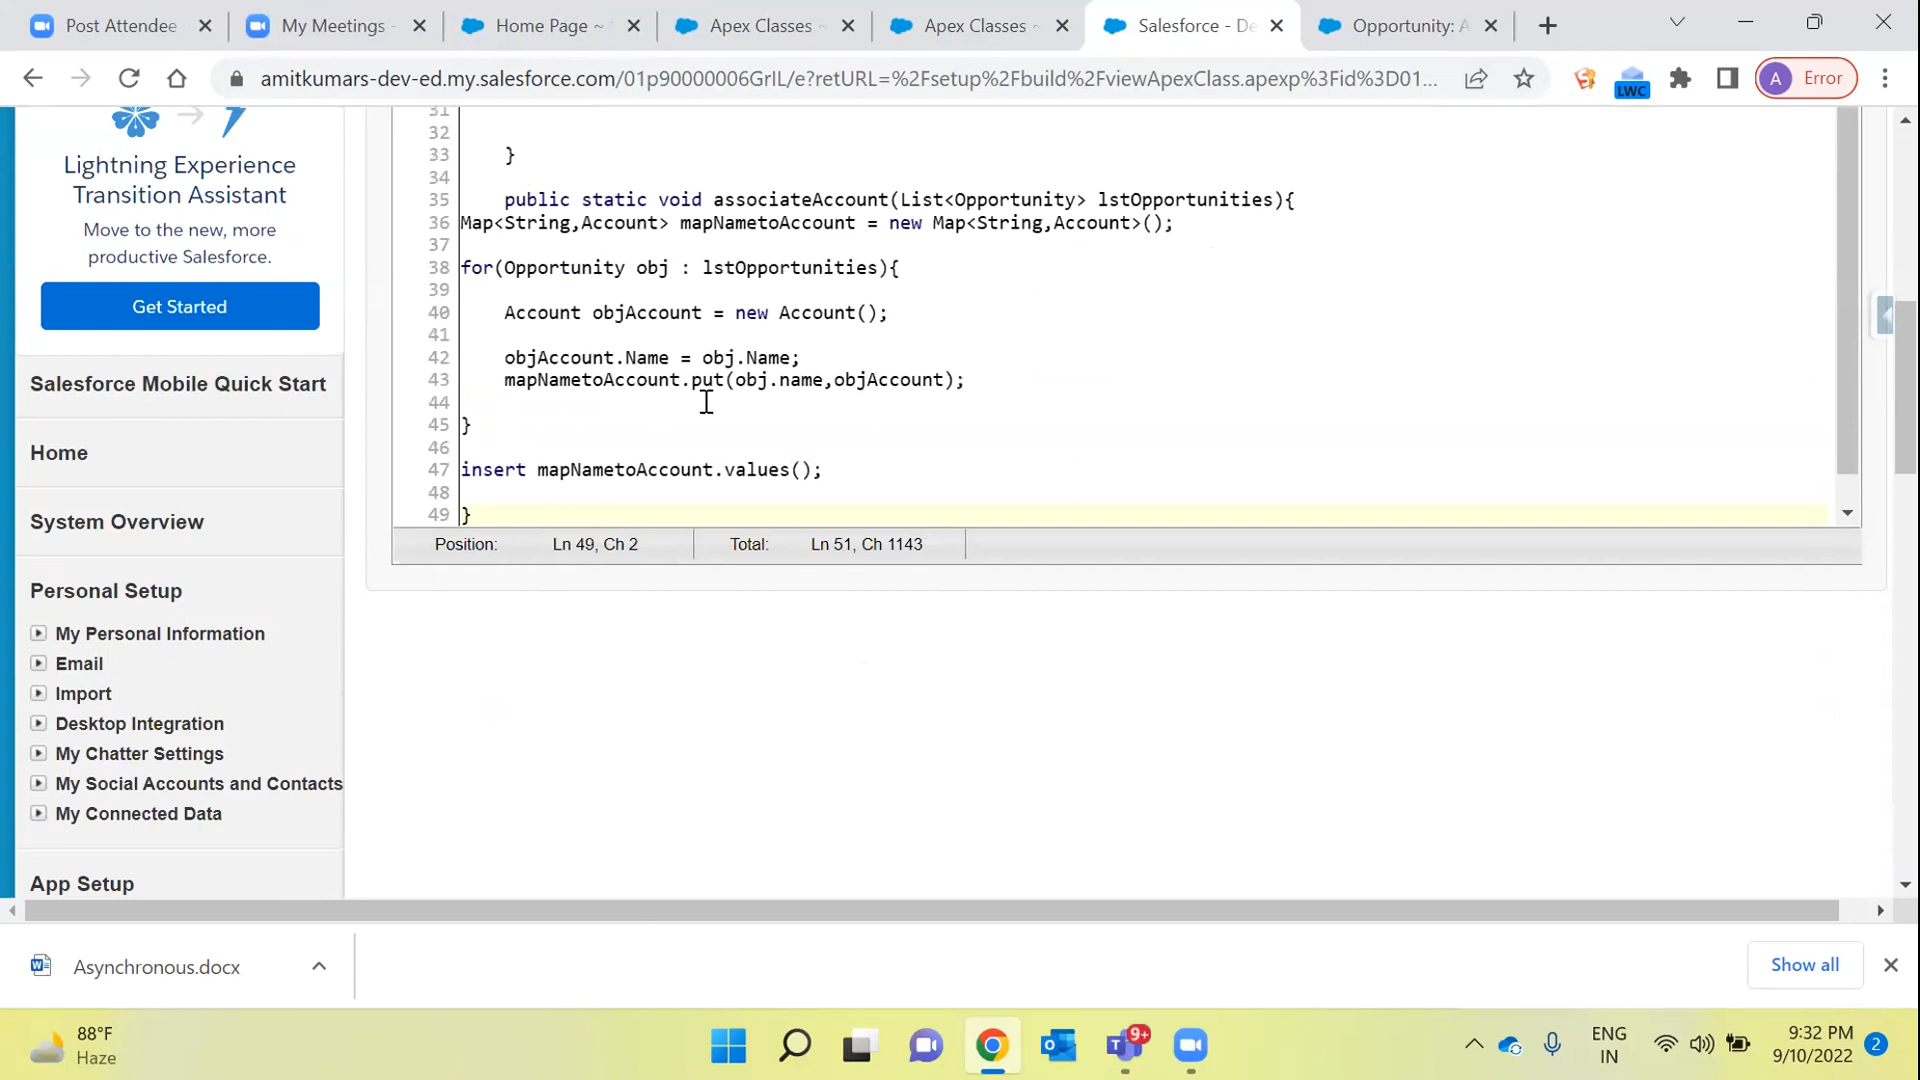 Post Attendee
My Meetings -
Home Page ~
Apex Classes ~
Apex Classes ~
Salesforce - De
Opportunity: A
amitkumars-dev-ed.my.salesforce.com/01p90000006GrIL/e?retURL=%2Fsetup%2Fbuild%2FviewApexClass.apexp%3Fid%3D01...
LWC
A Error
Lightning Experience
Transition Assistant
Move to the new, more
productive Salesforce.
Get Started
Salesforce Mobile Quick Start
Home
System Overview
Personal Setup
My Personal Information
Email
Import
Desktop Integration
My Chatter Settings
My Social Accounts and Contacts
My Connected Data
App Setup
31
32
33 }
34
35 public static void associateAccount(List<Opportunity> lstOpportunities){
36 Map<String,Account> mapNametoAccount = new Map<String,Account>();
37
38 for(Opportunity obj : lstOpportunities){
39
40 Account objAccount = new Account();
41
42 objAccount.Name = obj.Name;
43 mapNametoAccount.put(obj.name,objAccount);
44
45 }
46
47 insert mapNametoAccount.values();
48
49 }
Position: Ln 49, Ch 2 Total: Ln 51, Ch 1143
Asynchronous.docx
Show all
88°F
Haze
9+
ENG
IN
9:32 PM
9/10/2022
2